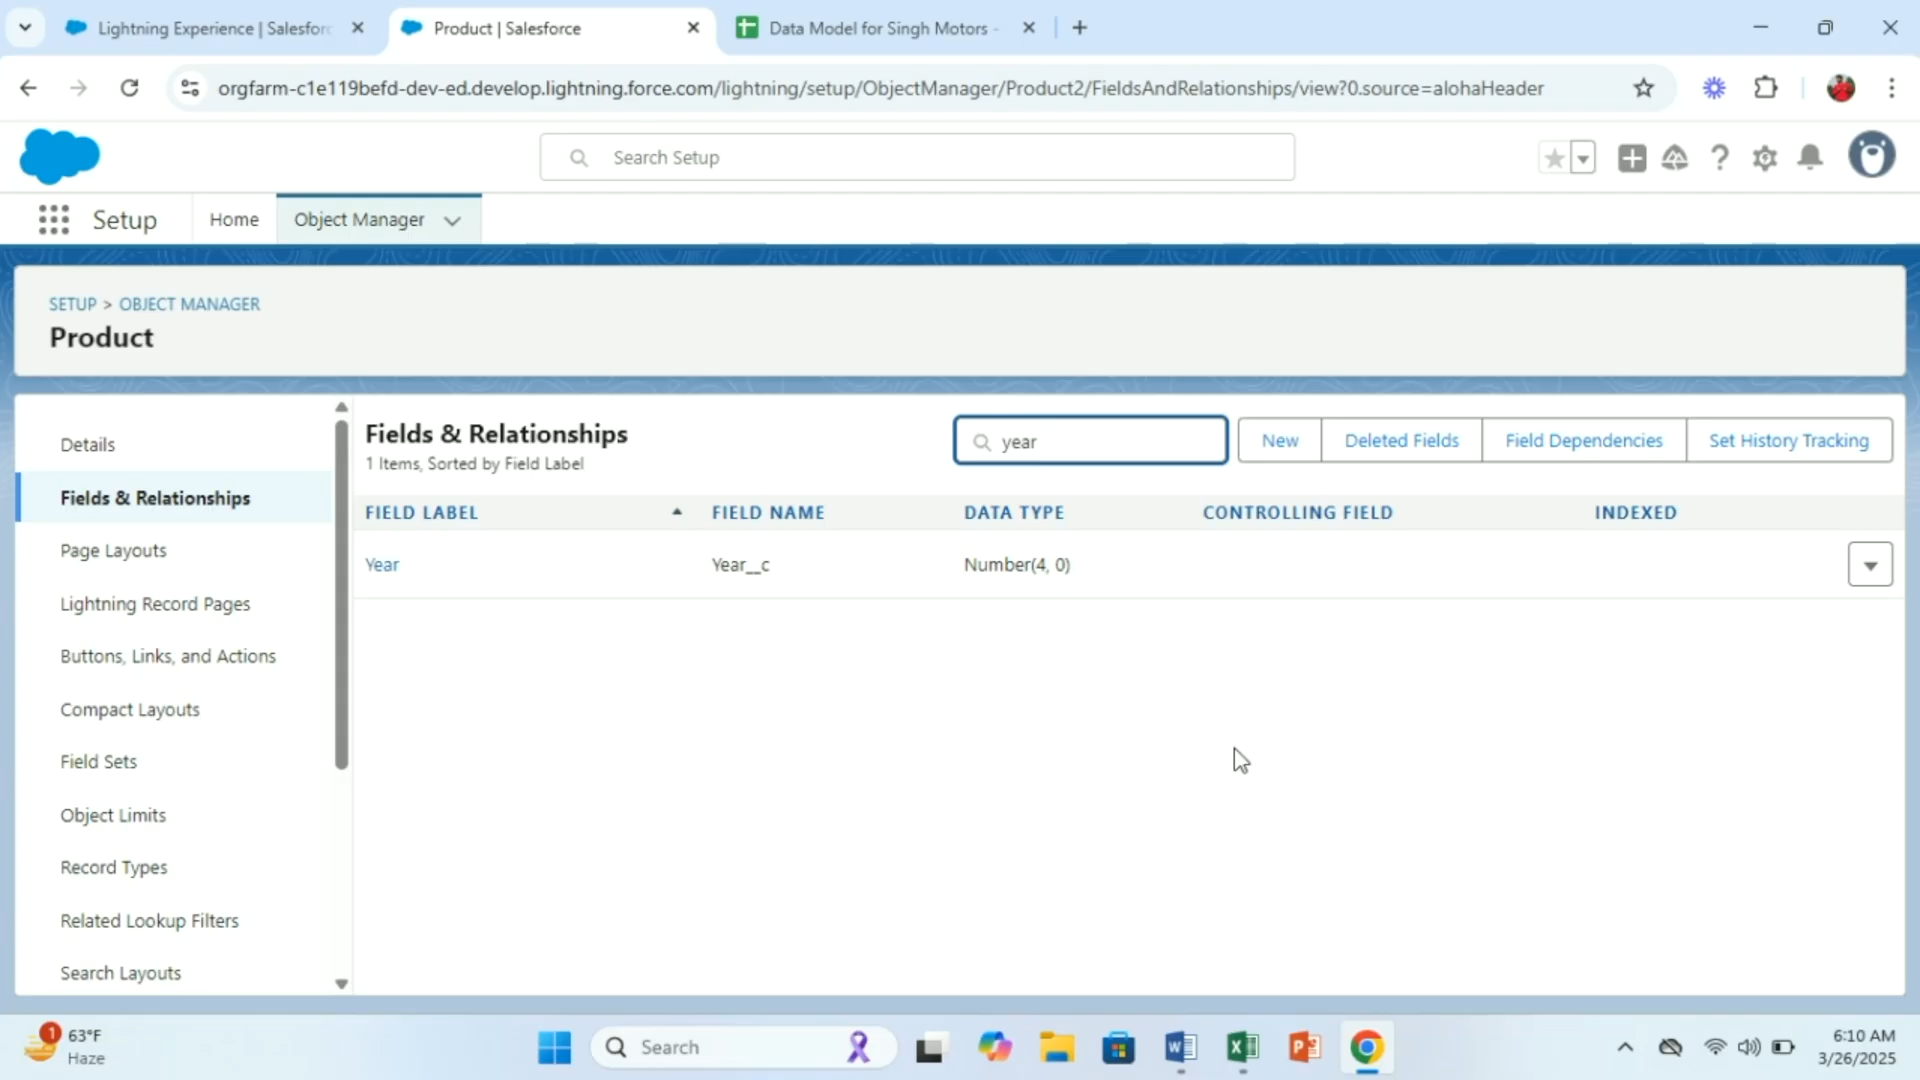 Lightning Experience | Salesforc
Product | Salesforce
Data Model for Singh Motors -
orgfarm-c1e119befd-dev-ed.develop.lightning.force.com/lightning/setup/ObjectManager/Product2/FieldsAndRelationships/view?0.source=alohaHeader
Search Setup
Setup
Home
Object Manager
SETUP > OBJECT MANAGER
Product
Details
Fields & Relationships
Page Layouts
Lightning Record Pages
Buttons, Links, and Actions
Compact Layouts
Field Sets
Object Limits
Record Types
Related Lookup Filters
Search Layouts
Fields & Relationships
1 Items, Sorted by Field Label
year
New
Deleted Fields
Field Dependencies
Set History Tracking
FIELD LABEL FIELD NAME DATA TYPE CONTROLLING FIELD INDEXED
Year Year__c Number(4, 0)
1
63°F
Haze
Search
6:10 AM
3/26/2025